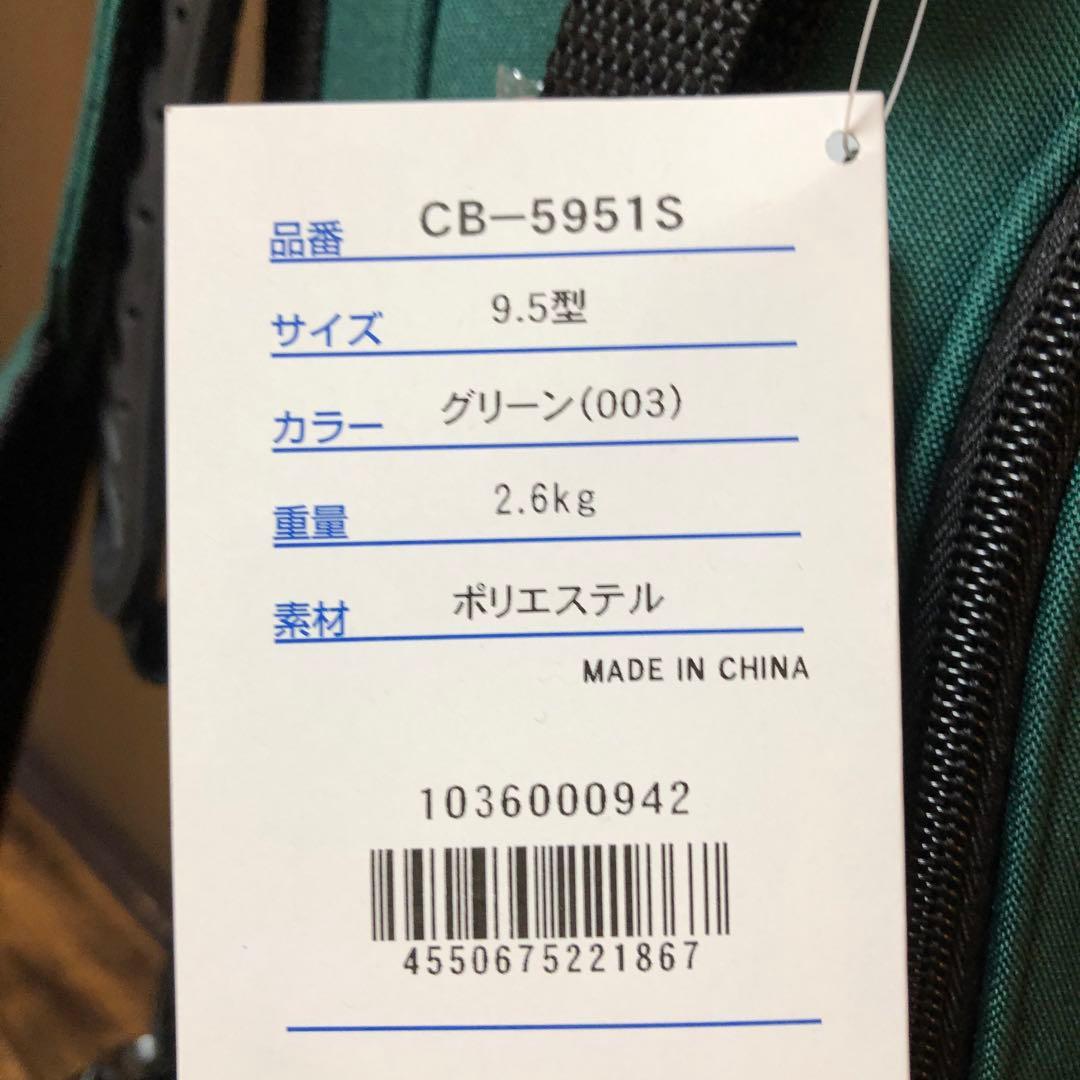 品番 CB-5951S
サイズ 9.5型
カラー グリーン(003)
重量 2.6kg
素材 ポリエステル
MADE IN CHINA
1036000942
4550675221867